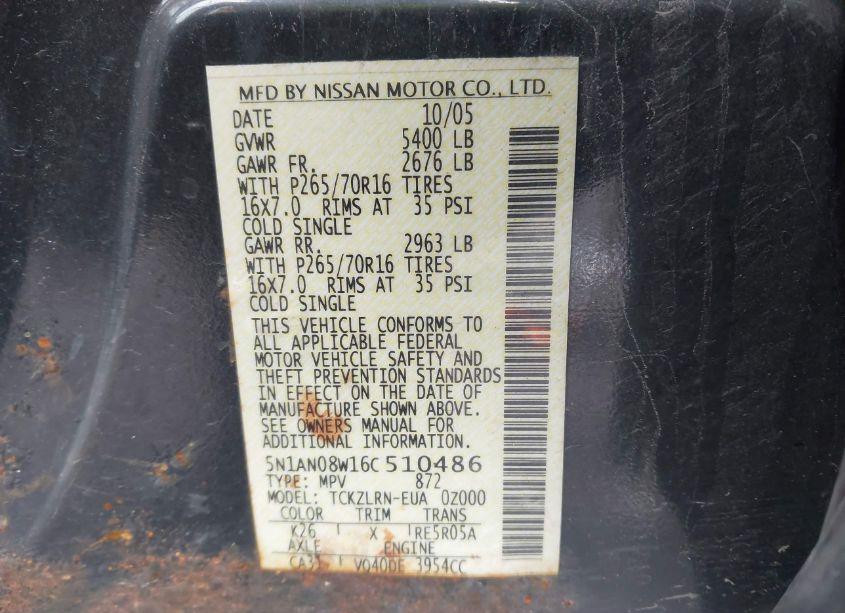 MFD BY NISSAN MOTOR CO., LTD.
DATE 10/05
GVWR 5400 LB
GAWR FR. 2676 LB
WITH P265/70R16 TIRES
16X7.0 RIMS AT 35 PSI
COLD SINGLE
GAWR RR. 2963 LB
WITH P265/70R16 TIRES
16X7.0 RIMS AT 35 PSI
COLD SINGLE
THIS VEHICLE CONFORMS TO
ALL APPLICABLE FEDERAL
MOTOR VEHICLE SAFETY AND
THEFT PREVENTION STANDARDS
IN EFFECT ON THE DATE OF
MANUFACTURE SHOWN ABOVE.
SEE OWNERS MANUAL FOR
ADDITIONAL INFORMATION.
5N1AN08W16C510486
TYPE: MPV 872
MODEL: TCKZLRN-EUA 0Z000
COLOR TRIM TRANS
K26 X RE5R05A
AXLE ENGINE
VQ40DE 3954CC